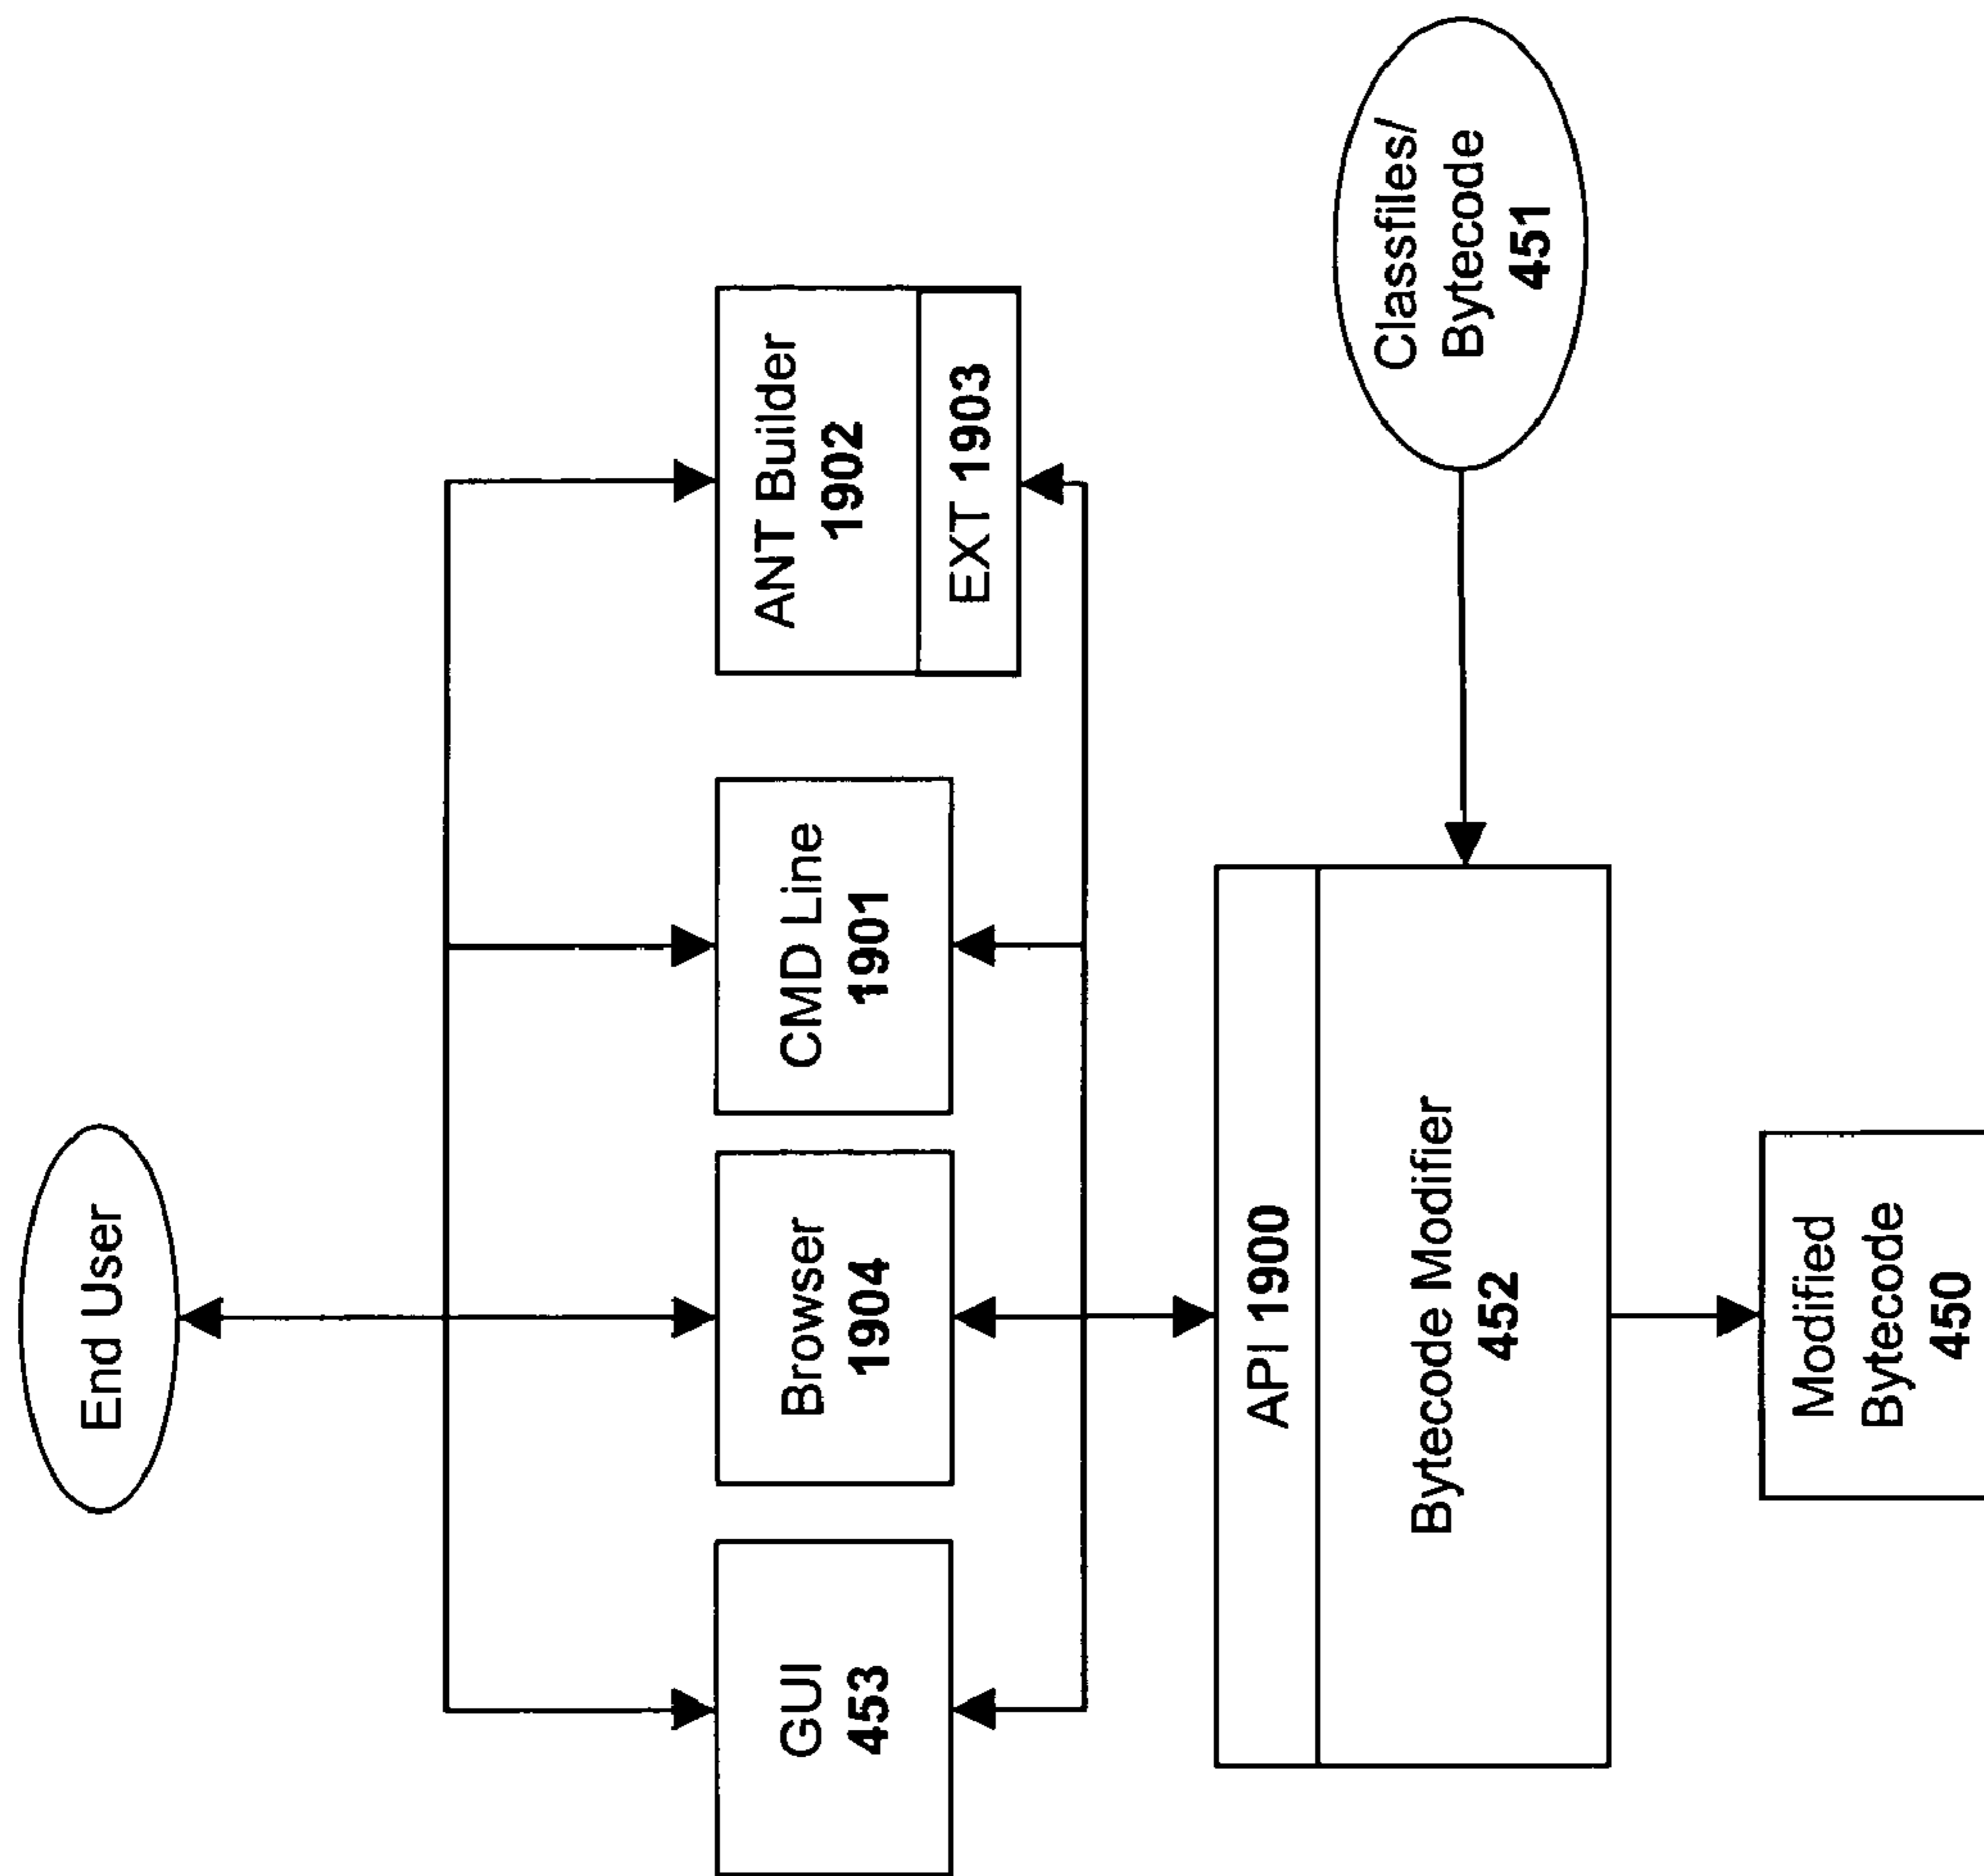 End User
GUI
453
Browser
1904
CMD Line
1901
ANT Builder
1902
EXT 1903
API 1900
Bytecode Modifier
452
Classfiles/
Bytecode
451
Modified
Bytecode
450